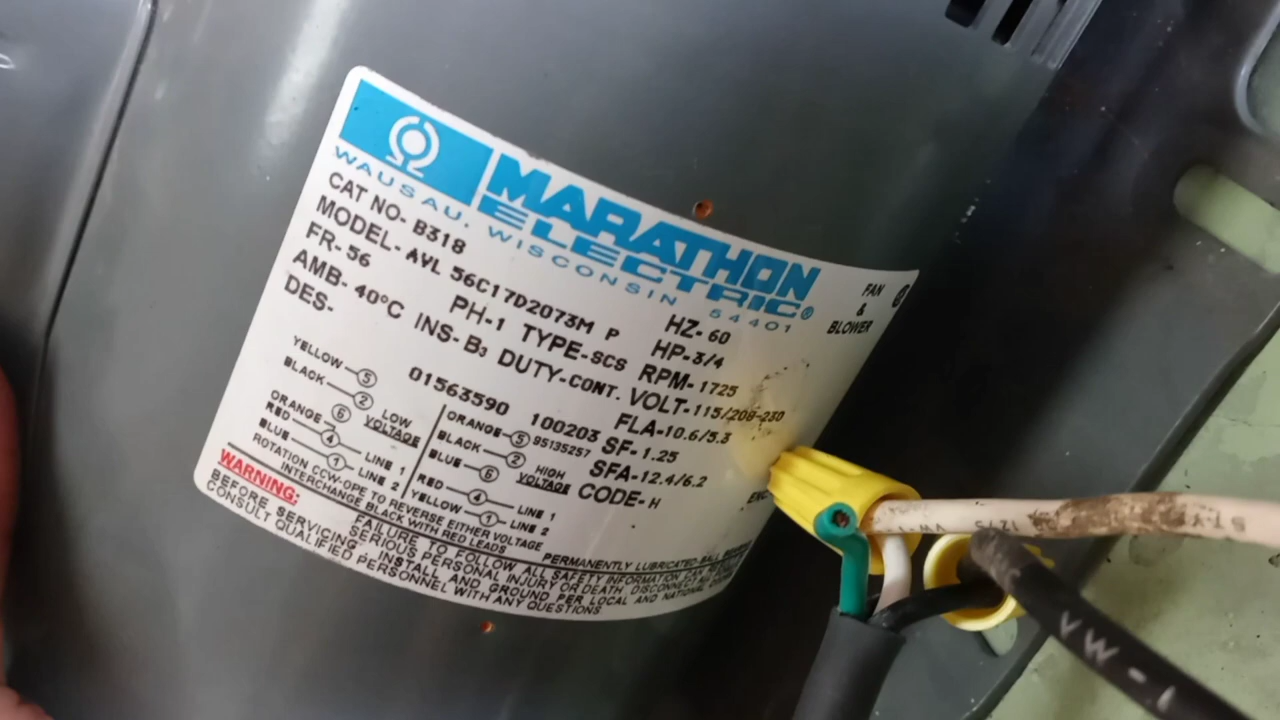 MARATHON
ELECTRIC®
WAUSAU, WISCONSIN 54401
FAN
&
BLOWER
CAT NO- B318
MODEL- AVL 56C17D2073M P
HZ- 60
FR- 56 PH-1 TYPE-SCS HP-3/4
AMB- 40°C INS-B3 DUTY-CONT. RPM-1725
DES- VOLT-115/208-230
01563590 100203 FLA-10.6/5.3
95135257 SF-1.25
SFA-12.4/6.2
CODE-H
ENC
YELLOW 5
BLACK 2
ORANGE 6
LOW
VOLTAGE
RED 4 LINE 1
BLUE 1 LINE 2
ORANGE 5
BLACK 2
BLUE 6
HIGH
VOLTAGE
RED 4 LINE 1
YELLOW 1 LINE 2
ROTATION CCW-OPE TO REVERSE EITHER VOLTAGE
INTERCHANGE BLACK WITH RED LEADS
PERMANENTLY LUBRICATED BALL
WARNING:
FAILURE TO FOLLOW ALL SAFETY INFORMATION
SERIOUS PERSONAL INJURY OR DEATH. DISCONNECT
BEFORE SERVICING. INSTALL AND GROUND PER LOCAL AND NATIONAL
CONSULT QUALIFIED PERSONNEL WITH ANY QUESTIONS
VW-1